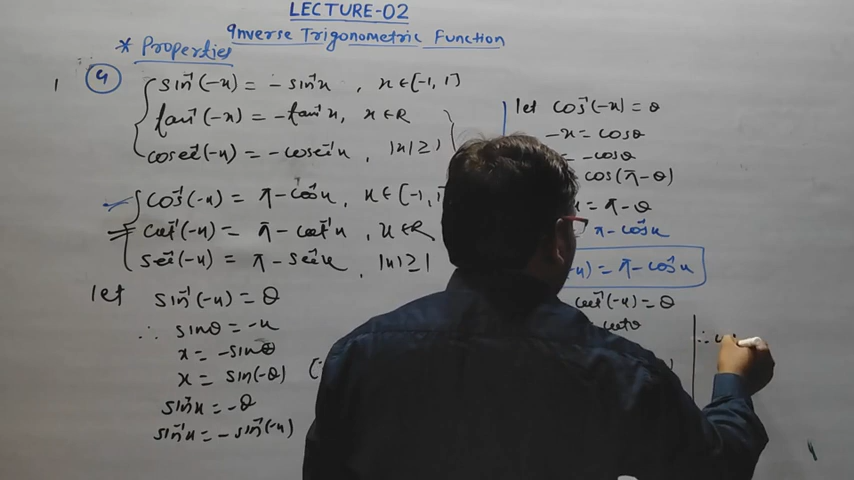 LECTURE-02
Inverse Trigonometric Function
* Properties
4
sin⁻¹(-x) = - sin⁻¹x , x ∈ [-1, 1]
tan⁻¹(-x) = -tan⁻¹x, x ∈ R
cosec⁻¹(-x) = -cosec⁻¹x , |x| ≥ 1
cos⁻¹(-x) = π - cos⁻¹x , x ∈ [-1, 1
cot⁻¹(-x) = π - cot⁻¹x , x ∈ R
sec⁻¹(-x) = π - sec⁻¹x , |x| ≥ 1
let sin⁻¹(-x) = θ
∴ sinθ = -x
x = -sinθ
x = sin(-θ)
sin⁻¹x = -θ
sin⁻¹x = - sin⁻¹(-x)
let cos⁻¹(-x) = θ
-x = cosθ
= -cosθ
cos(π-θ)
= π - θ
π - cos⁻¹x
-x) = π - cos⁻¹x
cot⁻¹(-x) = θ
cotθ
∴